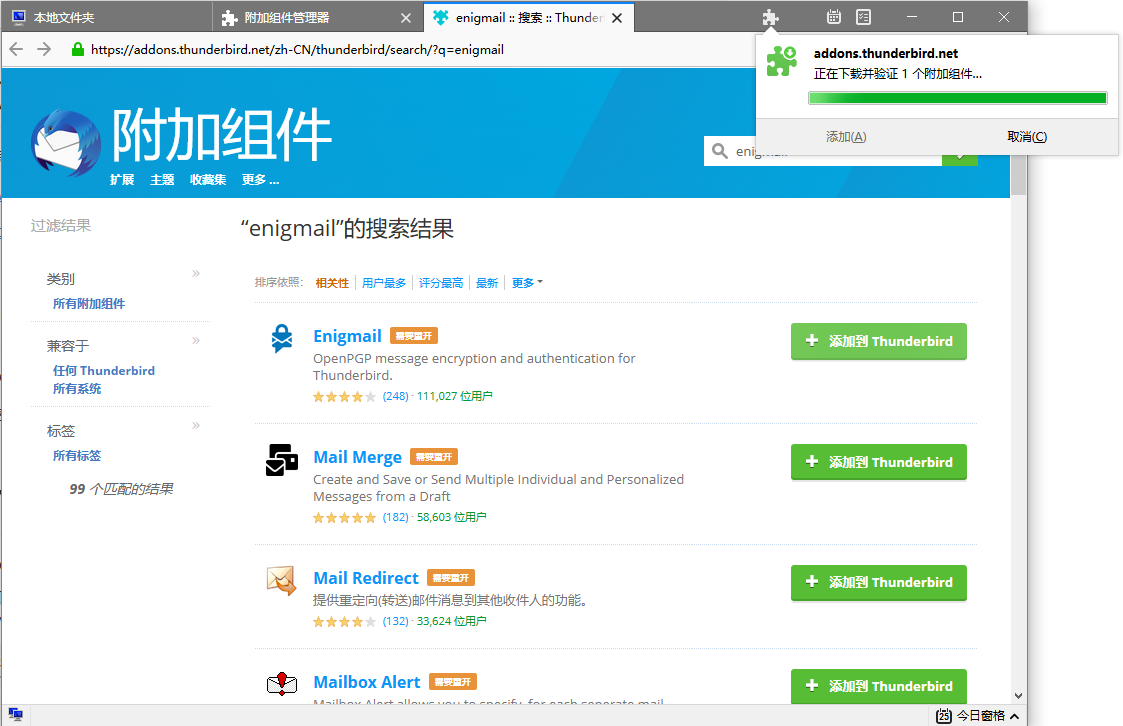 本地文件夹
附加组件管理器
enigmail :: 搜索 :: Thunder
https://addons.thunderbird.net/zh-CN/thunderbird/search/?q=enigmail
addons.thunderbird.net
正在下载并验证 1 个附加组件...
添加(A)
取消(C)
附加组件
扩展 主题 收藏集 更多 ...
过滤结果
类别 »
所有附加组件
兼容于 »
任何 Thunderbird
所有系统
标签 »
所有标签
99 个匹配的结果
“enigmail”的搜索结果
排序依照: 相关性 用户最多 评分最高 最新 更多
Enigmail 需要重开
添加到 Thunderbird
OpenPGP message encryption and authentication for
Thunderbird.
(248) · 111,027 位用户
Mail Merge 需要重开
添加到 Thunderbird
Create and Save or Send Multiple Individual and Personalized
Messages from a Draft
(182) · 58,603 位用户
Mail Redirect 需要重开
添加到 Thunderbird
提供重定向(转送)邮件消息到其他收件人的功能。
(132) · 33,624 位用户
Mailbox Alert 需要重开
添加到 Thunderbird
Mailbox Alert allows you to specify, for each seperate mail
25 今日窗格